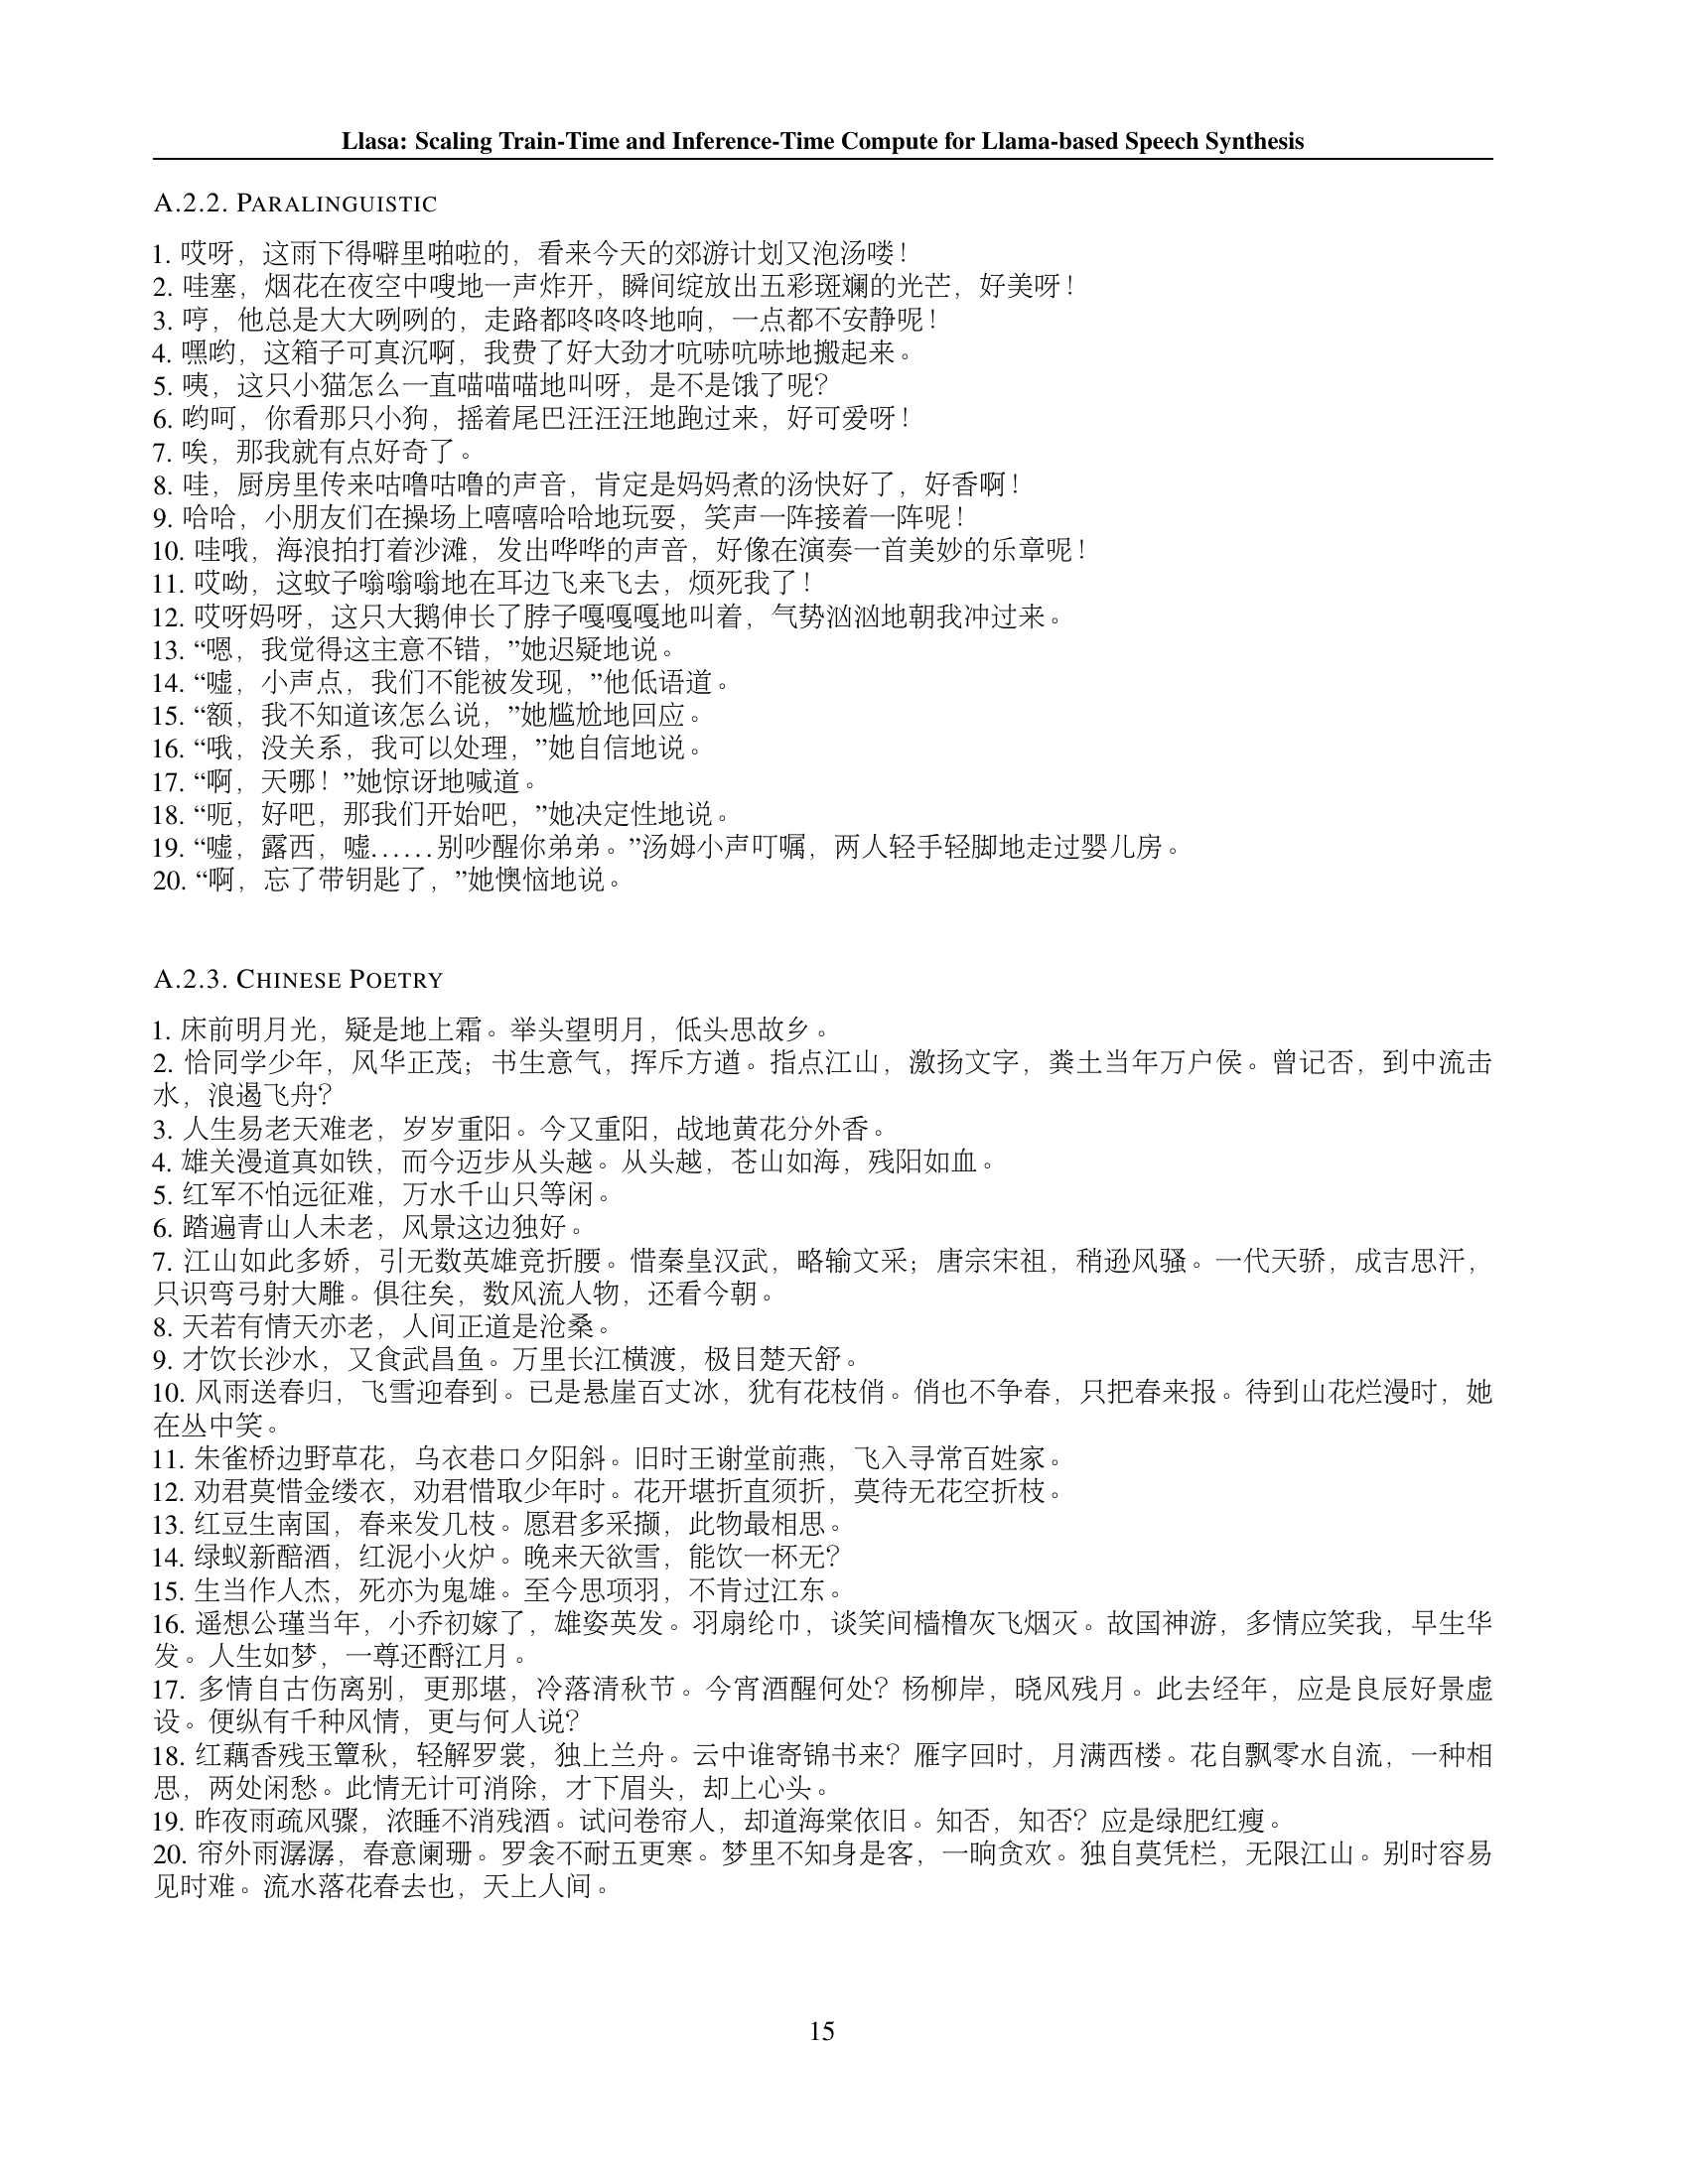 Llasa: Scaling Train-Time and Inference-Time Compute for Llama-based Speech Synthesis
A.2.2. PARALINGUISTIC
1. 哎呀，这雨下得噼里啪啦的，看来今天的郊游计划又泡汤喽！
2. 哇塞，烟花在夜空中嗖地一声炸开，瞬间绽放出五彩斑斓的光芒，好美呀！
3. 哼，他总是大大咧咧的，走路都咚咚咚地响，一点都不安静呢！
4. 嘿哟，这箱子可真沉啊，我费了好大劲才吭哧吭哧地搬起来。
5. 咦，这只小猫怎么一直喵喵喵地叫呀，是不是饿了呢？
6. 哟呵，你看那只小狗，摇着尾巴汪汪汪地跑过来，好可爱呀！
7. 唉，那我就有点好奇了。
8. 哇，厨房里传来咕噜咕噜的声音，肯定是妈妈煮的汤快好了，好香啊！
9. 哈哈，小朋友们在操场上嘻嘻哈哈地玩耍，笑声一阵接着一阵呢！
10. 哇哦，海浪拍打着沙滩，发出哗哗的声音，好像在演奏一首美妙的乐章呢！
11. 哎呦，这蚊子嗡嗡嗡地在耳边飞来飞去，烦死我了！
12. 哎呀妈呀，这只大鹅伸长了脖子嘎嘎嘎地叫着，气势汹汹地朝我冲过来。
13. “嗯，我觉得这主意不错，”她迟疑地说。
14. “嘘，小声点，我们不能被发现，”他低语道。
15. “额，我不知道该怎么说，”她尴尬地回应。
16. “哦，没关系，我可以处理，”她自信地说。
17. “啊，天哪！”她惊讶地喊道。
18. “呃，好吧，那我们开始吧，”她决定性地说。
19. “嘘，露西，嘘……别吵醒你弟弟。”汤姆小声叮嘱，两人轻手轻脚地走过婴儿房。
20. “啊，忘了带钥匙了，”她懊恼地说。
A.2.3. CHINESE POETRY
1. 床前明月光，疑是地上霜。举头望明月，低头思故乡。
2. 恰同学少年，风华正茂；书生意气，挥斥方遒。指点江山，激扬文字，粪土当年万户侯。曾记否，到中流击
水，浪遏飞舟？
3. 人生易老天难老，岁岁重阳。今又重阳，战地黄花分外香。
4. 雄关漫道真如铁，而今迈步从头越。从头越，苍山如海，残阳如血。
5. 红军不怕远征难，万水千山只等闲。
6. 踏遍青山人未老，风景这边独好。
7. 江山如此多娇，引无数英雄竞折腰。惜秦皇汉武，略输文采；唐宗宋祖，稍逊风骚。一代天骄，成吉思汗，
只识弯弓射大雕。俱往矣，数风流人物，还看今朝。
8. 天若有情天亦老，人间正道是沧桑。
9. 才饮长沙水，又食武昌鱼。万里长江横渡，极目楚天舒。
10. 风雨送春归，飞雪迎春到。已是悬崖百丈冰，犹有花枝俏。俏也不争春，只把春来报。待到山花烂漫时，她
在丛中笑。
11. 朱雀桥边野草花，乌衣巷口夕阳斜。旧时王谢堂前燕，飞入寻常百姓家。
12. 劝君莫惜金缕衣，劝君惜取少年时。花开堪折直须折，莫待无花空折枝。
13. 红豆生南国，春来发几枝。愿君多采撷，此物最相思。
14. 绿蚁新醅酒，红泥小火炉。晚来天欲雪，能饮一杯无？
15. 生当作人杰，死亦为鬼雄。至今思项羽，不肯过江东。
16. 遥想公瑾当年，小乔初嫁了，雄姿英发。羽扇纶巾，谈笑间樯橹灰飞烟灭。故国神游，多情应笑我，早生华
发。人生如梦，一尊还酹江月。
17. 多情自古伤离别，更那堪，冷落清秋节。今宵酒醒何处？杨柳岸，晓风残月。此去经年，应是良辰好景虚
设。便纵有千种风情，更与何人说？
18. 红藕香残玉簟秋，轻解罗裳，独上兰舟。云中谁寄锦书来？雁字回时，月满西楼。花自飘零水自流，一种相
思，两处闲愁。此情无计可消除，才下眉头，却上心头。
19. 昨夜雨疏风骤，浓睡不消残酒。试问卷帘人，却道海棠依旧。知否，知否？应是绿肥红瘦。
20. 帘外雨潺潺，春意阑珊。罗衾不耐五更寒。梦里不知身是客，一晌贪欢。独自莫凭栏，无限江山。别时容易
见时难。流水落花春去也，天上人间。
15